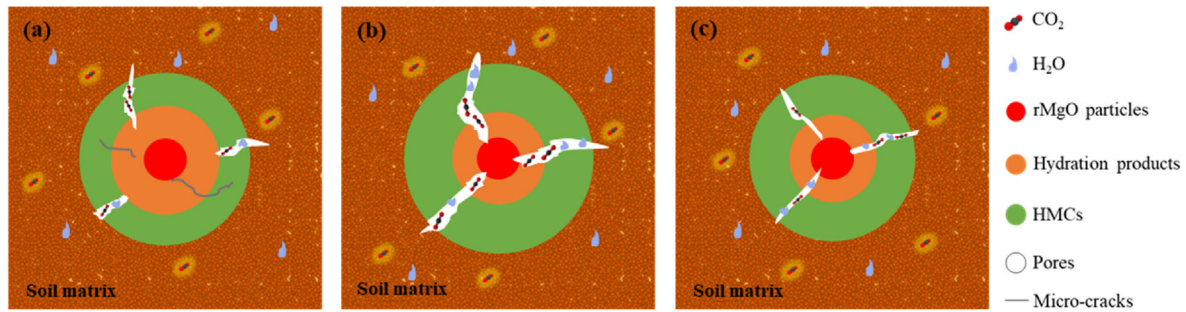 (a)
Soil matrix
(b)
Soil matrix
(c)
Soil matrix
CO₂
H₂O
rMgO particles
Hydration products
HMCs
Pores
Micro-cracks